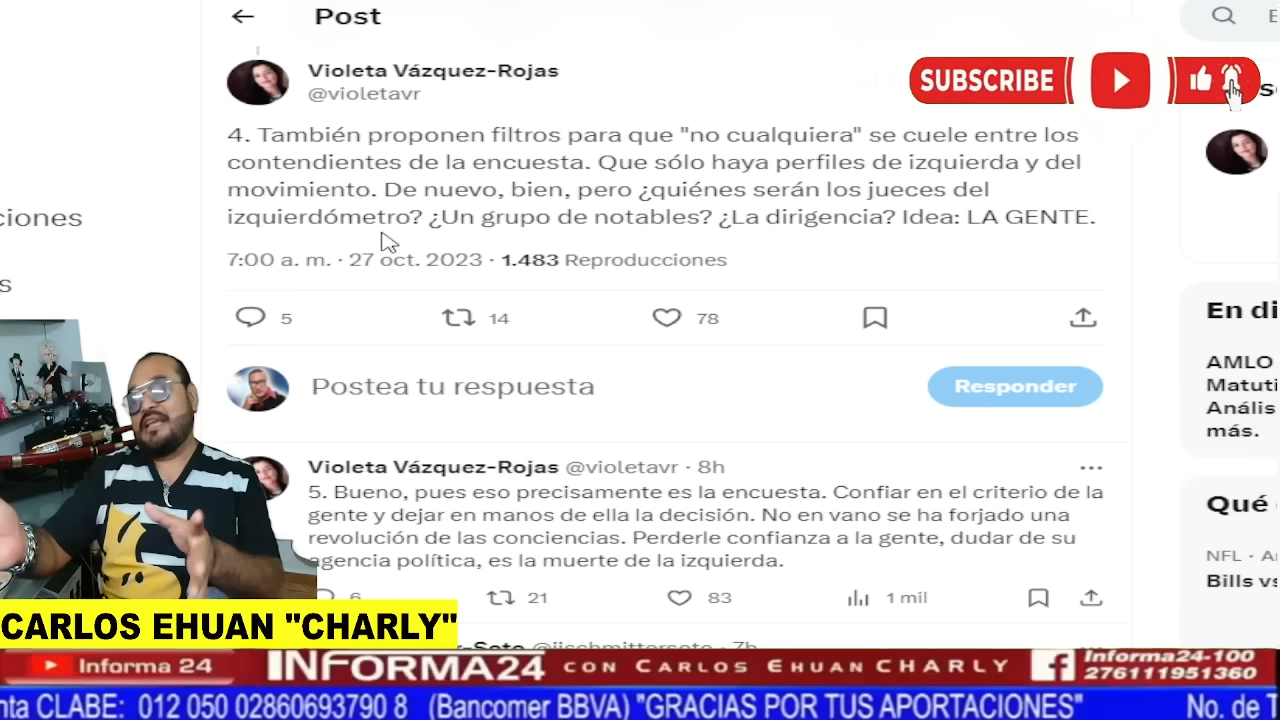 Post
Violeta Vázquez-Rojas
@violetavr
SUBSCRIBE
4. También proponen filtros para que "no cualquiera" se cuele entre los
contendientes de la encuesta. Que sólo haya perfiles de izquierda y del
movimiento. De nuevo, bien, pero ¿quiénes serán los jueces del
izquierdómetro? ¿Un grupo de notables? ¿La dirigencia? Idea: LA GENTE.
7:00 a. m. · 27 oct. 2023 · 1.483 Reproducciones
5 14 78
Postea tu respuesta
Responder
Violeta Vázquez-Rojas @violetavr · 8h
5. Bueno, pues eso precisamente es la encuesta. Confiar en el criterio de la
gente y dejar en manos de ella la decisión. No en vano se ha forjado una
revolución de las conciencias. Perderle confianza a la gente, dudar de su
agencia política, es la muerte de la izquierda.
6 21 83 1 mil
ciones
s
En di
AMLO
Matuti
Anális
más.
Qué
NFL · A
Bills vs
CARLOS EHUAN "CHARLY"
Informa 24
INFORMA24 CON CARLOS EHUAN CHARLY
Informa24-100
276111951360
nta CLABE: 012 050 02860693790 8 (Bancomer BBVA) "GRACIAS POR TUS APORTACIONES" No. de T